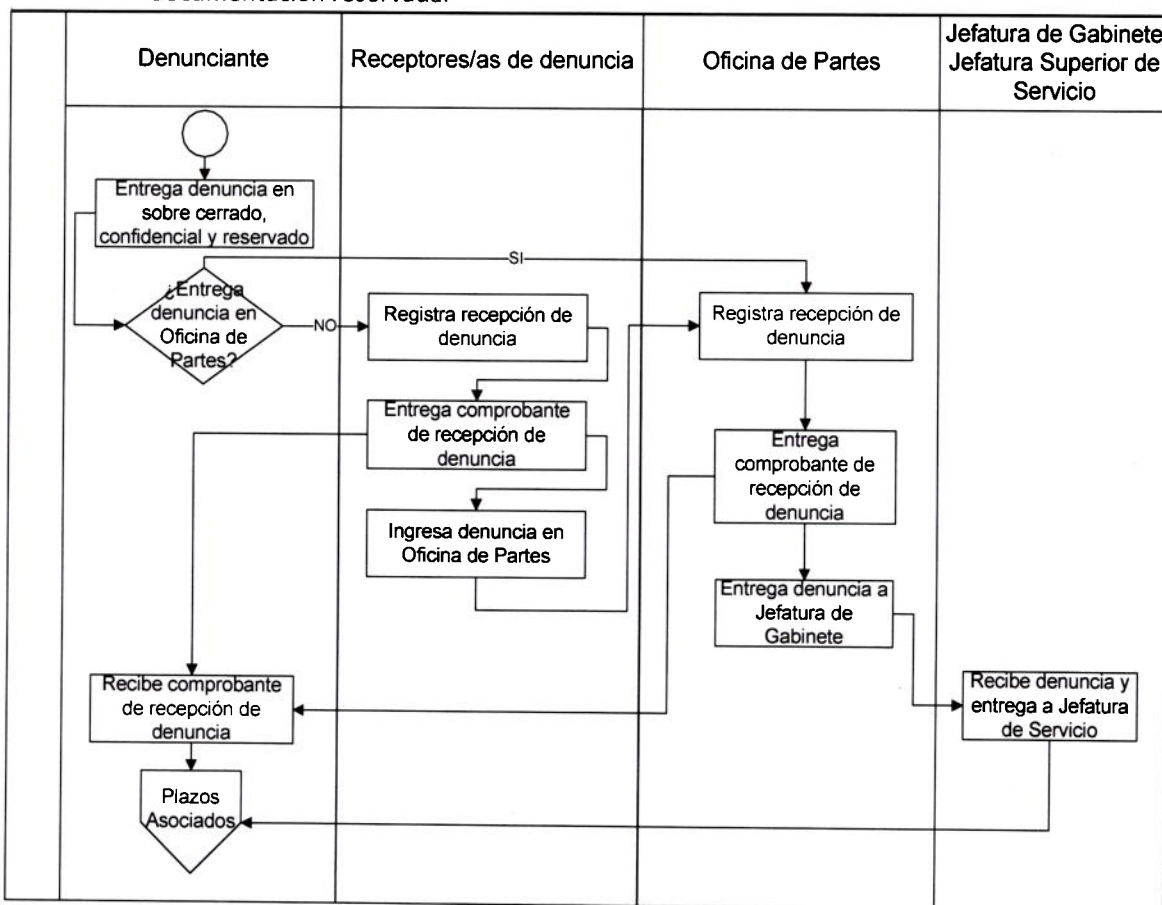 Denunciante
Receptores/as de denuncia
Oficina de Partes
Jefatura de Gabinete
Jefatura Superior de
Servicio
Entrega denuncia en
sobre cerrado,
confidencial y reservado
SI
¿Entrega
denuncia en
Oficina de
Partes?
NO
Registra recepción de
denuncia
Registra recepción de
denuncia
Entrega comprobante
de recepción de
denuncia
Entrega
comprobante de
recepción de
denuncia
Ingresa denuncia en
Oficina de Partes
Entrega denuncia a
Jefatura de
Gabinete
Recibe comprobante
de recepción de
denuncia
Recibe denuncia y
entrega a Jefatura
de Servicio
Plazos
Asociados